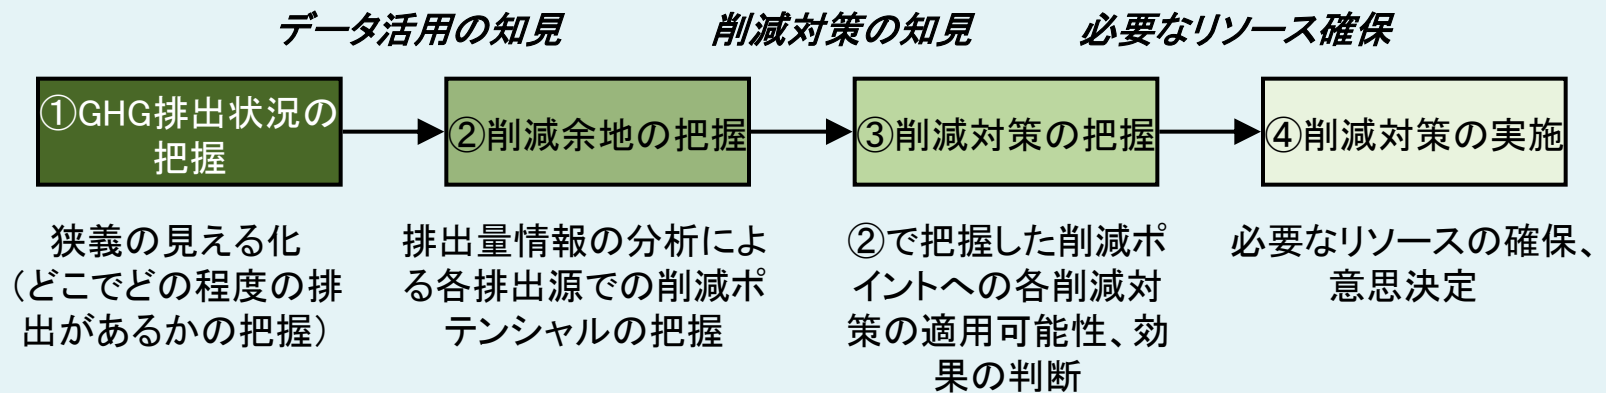 データ活用の知見
削減対策の知見
必要なリソース確保
①GHG排出状況の
把握
②削減余地の把握
③削減対策の把握
④削減対策の実施
狭義の見える化
（どこでどの程度の排
出があるかの把握）
排出量情報の分析によ
る各排出源での削減ポ
テンシャルの把握
②で把握した削減ポ
イントへの各削減対
策の適用可能性、効
果の判断
必要なリソースの確保、
意思決定